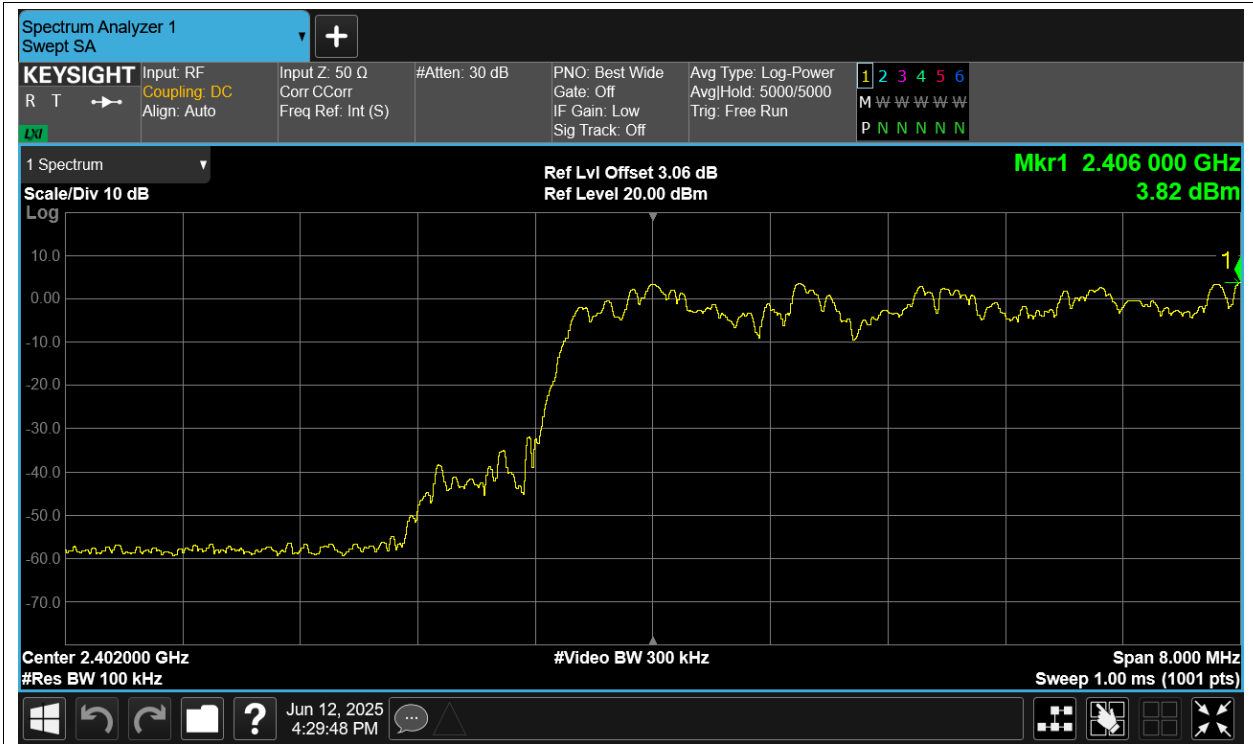 Spectrum Analyzer 1
Swept SA
KEYSIGHT
R T
LXI
Input: RF
Coupling: DC
Align: Auto
Input Z: 50 Ω
Corr CCorr
Freq Ref: Int (S)
#Atten: 30 dB
PNO: Best Wide
Gate: Off
IF Gain: Low
Sig Track: Off
Avg Type: Log-Power
Avg|Hold: 5000/5000
Trig: Free Run
1 2 3 4 5 6
M W W W W W
P N N N N N
1 Spectrum
Scale/Div 10 dB
Log
Ref Lvl Offset 3.06 dB
Ref Level 20.00 dBm
Mkr1 2.406 000 GHz
3.82 dBm
10.0
1
0.00
-10.0
-20.0
-30.0
-40.0
-50.0
-60.0
-70.0
Center 2.402000 GHz
#Video BW 300 kHz
Span 8.000 MHz
#Res BW 100 kHz
Sweep 1.00 ms (1001 pts)
?
Jun 12, 2025
4:29:48 PM